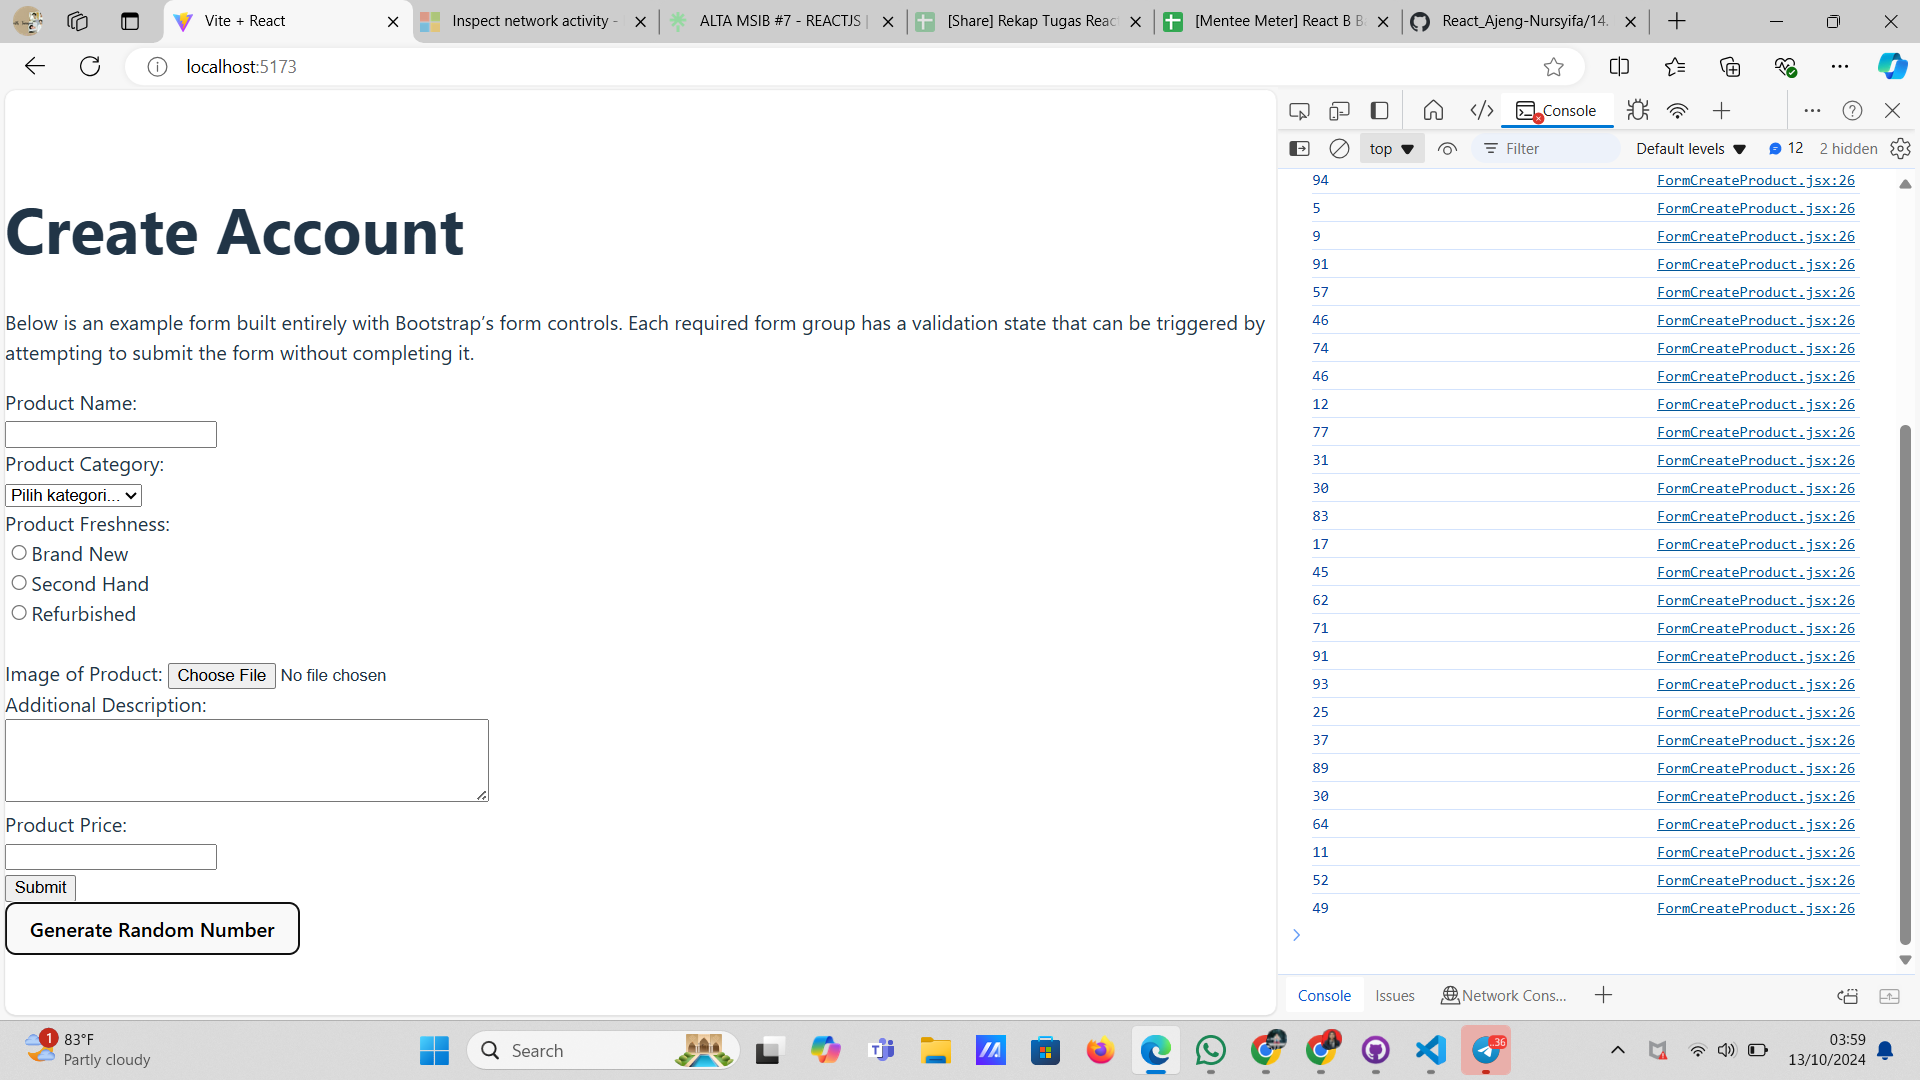 Vite + React
Inspect network activity -
ALTA MSIB #7 - REACTJS |
[Share] Rekap Tugas Reac
[Mentee Meter] React B B
React_Ajeng-Nursyifa/14.
localhost:5173
Console
top
Filter
Default levels
12
2 hidden
Create Account
Below is an example form built entirely with Bootstrap’s form controls. Each required form group has a validation state that can be triggered by
attempting to submit the form without completing it.
Product Name:
Product Category:
Pilih kategori...
Product Freshness:
Brand New
Second Hand
Refurbished
Image of Product: Choose File No file chosen
Additional Description:
Product Price:
Submit
Generate Random Number
94 FormCreateProduct.jsx:26
5 FormCreateProduct.jsx:26
9 FormCreateProduct.jsx:26
91 FormCreateProduct.jsx:26
57 FormCreateProduct.jsx:26
46 FormCreateProduct.jsx:26
74 FormCreateProduct.jsx:26
46 FormCreateProduct.jsx:26
12 FormCreateProduct.jsx:26
77 FormCreateProduct.jsx:26
31 FormCreateProduct.jsx:26
30 FormCreateProduct.jsx:26
83 FormCreateProduct.jsx:26
17 FormCreateProduct.jsx:26
45 FormCreateProduct.jsx:26
62 FormCreateProduct.jsx:26
71 FormCreateProduct.jsx:26
91 FormCreateProduct.jsx:26
93 FormCreateProduct.jsx:26
25 FormCreateProduct.jsx:26
37 FormCreateProduct.jsx:26
89 FormCreateProduct.jsx:26
30 FormCreateProduct.jsx:26
64 FormCreateProduct.jsx:26
11 FormCreateProduct.jsx:26
52 FormCreateProduct.jsx:26
49 FormCreateProduct.jsx:26
Console
Issues
Network Cons...
1
83°F
Partly cloudy
Search
..36
03:59
13/10/2024